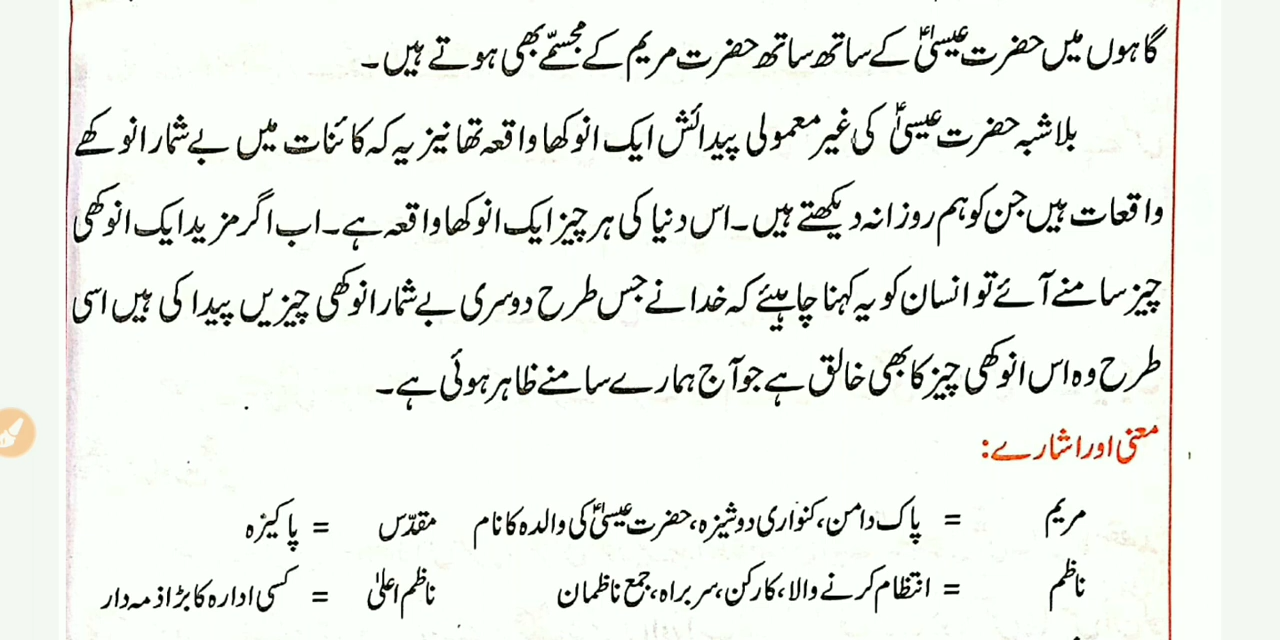 گاہوں میں حضرت عیسیٰؑ کے ساتھ ساتھ حضرت مریم کے مجسمّے بھی ہوتے ہیں۔
بلاشبہ حضرت عیسیٰؑ کی غیر معمولی پیدائش ایک انوکھا واقعہ تھا نیز یہ کہ کائنات میں بے شمار انوکھے
واقعات ہیں جن کو ہم روزانہ دیکھتے ہیں۔ اس دنیا کی ہر چیز ایک انوکھا واقعہ ہے۔ اب اگر مزید ایک انوکھی
چیز سامنے آئے تو انسان کو یہ کہنا چاہیئے کہ خدا نے جس طرح دوسری بے شمار انوکھی چیزیں پیدا کی ہیں اسی
طرح وہ اس انوکھی چیز کا بھی خالق ہے جو آج ہمارے سامنے ظاہر ہوئی ہے۔
معنی اور اشارے:
مریم = پاک دامن، کنواری دوشیزہ، حضرت عیسیٰؑ کی والدہ کا نام مقدّس = پاکیزہ
ناظم = انتظام کرنے والا، کارکن، سربراہ، جمع ناظمان ناظم اعلیٰ = کسی ادارہ کا بڑا ذمہ دار